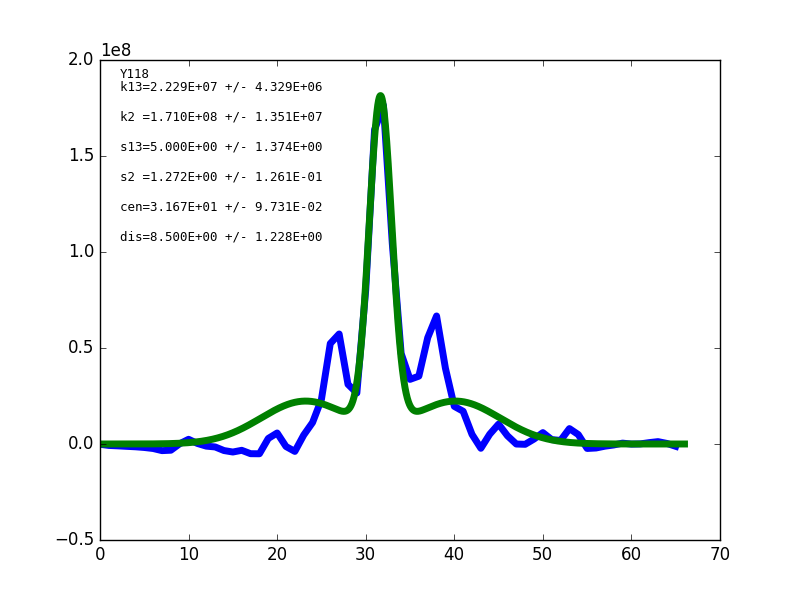 1e8
2.0
Y118
k13=2.229E+07 +/- 4.329E+06
k2 =1.710E+08 +/- 1.351E+07
1.5
s13=5.000E+00 +/- 1.374E+00
s2 =1.272E+00 +/- 1.261E-01
cen=3.167E+01 +/- 9.731E-02
dis=8.500E+00 +/- 1.228E+00
1.0
0.5
0.0
−0.5
0 10 20 30 40 50 60 70